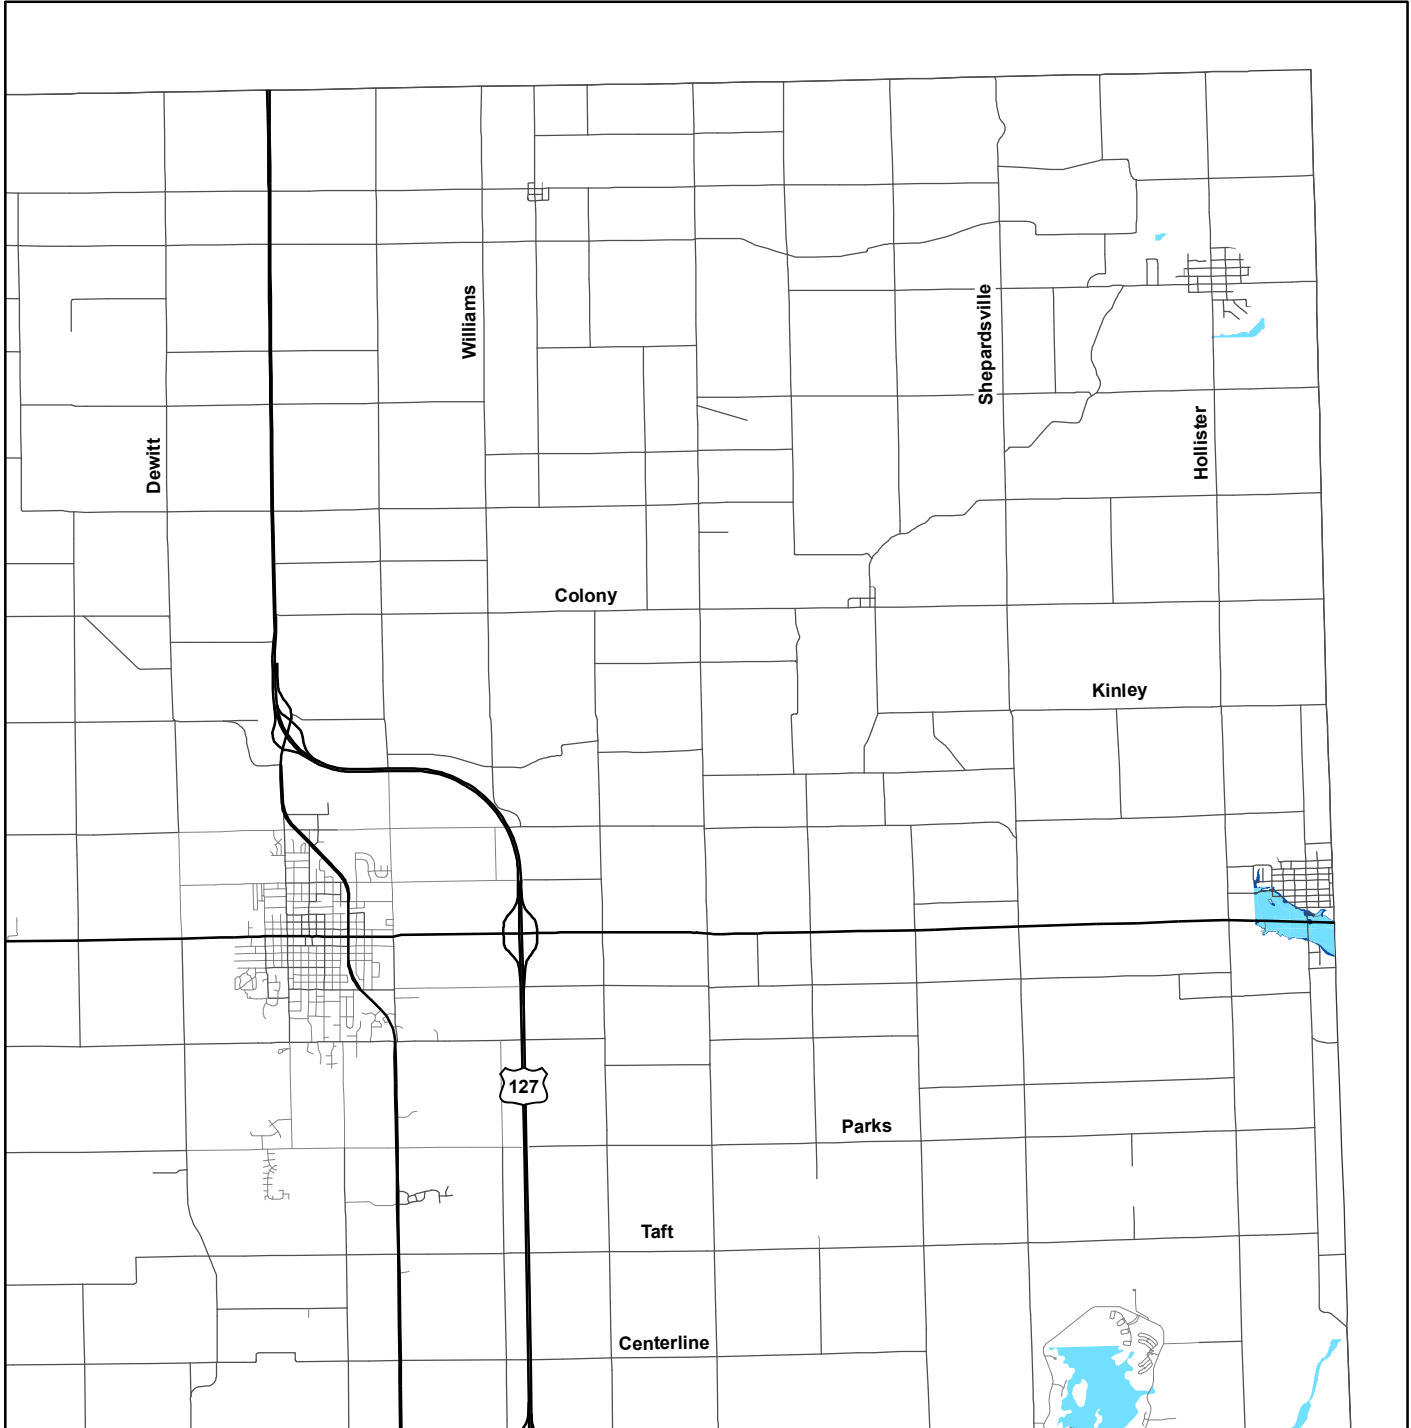 Williams
Shepardsville
Hollister
Dewitt
Colony
Kinley
127
Parks
Taft
Centerline